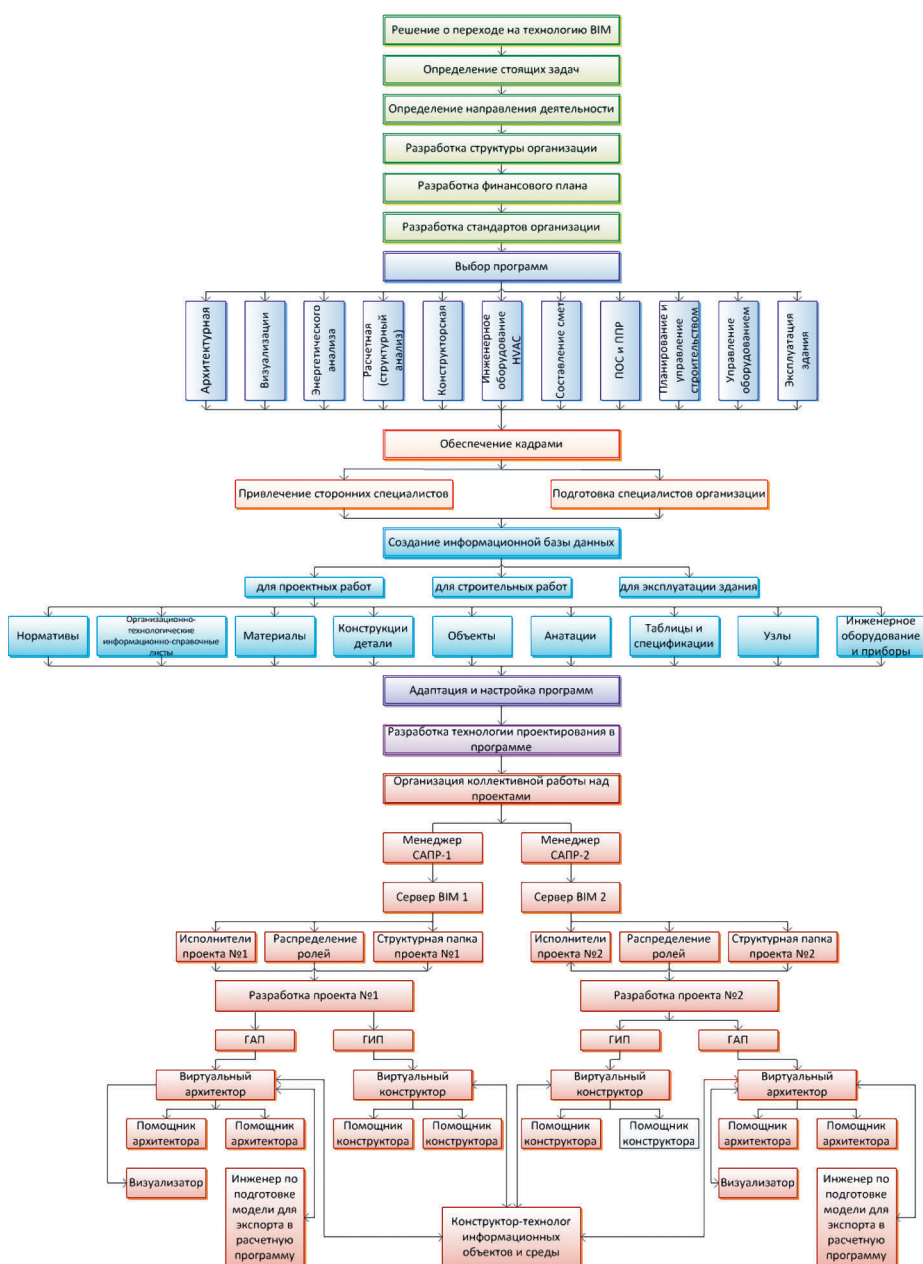 Решение о переходе на технологию BIM
Определение стоящих задач
Определение направления деятельности
Разработка структуры организации
Разработка финансового плана
Разработка стандартов организации
Выбор программ
Архитектурная
Визуализации
Энергетического
анализа
Расчетная
(структурный
анализ)
Конструкторская
Инженерное
оборудование
HVAC
Составление смет
ПОС и ППР
Планирование и
управление
строительством
Управление
оборудованием
Эксплуатация
здания
Обеспечение кадрами
Привлечение сторонних специалистов
Подготовка специалистов организации
Создание информационной базы данных
для проектных работ
для строительных работ
для эксплуатации здания
Нормативы
Организационно-
технологические
информационно-справочные
листы
Материалы
Конструкции
детали
Объекты
Анатации
Таблицы и
спецификации
Узлы
Инженерное
оборудование
и приборы
Адаптация и настройка программ
Разработка технологии проектирования в
программе
Организация коллективной работы над
проектами
Менеджер
САПР-1
Менеджер
САПР-2
Сервер BIM 1
Сервер BIM 2
Исполнители
проекта №1
Распределение
ролей
Структурная папка
проекта №1
Исполнители
проекта №2
Распределение
ролей
Структурная папка
проекта №2
Разработка проекта №1
Разработка проекта №2
ГАП
ГИП
ГИП
ГАП
Виртуальный
архитектор
Виртуальный
конструктор
Виртуальный
конструктор
Виртуальный
архитектор
Помощник
архитектора
Помощник
архитектора
Помощник
конструктора
Помощник
конструктора
Помощник
конструктора
Помощник
конструктора
Помощник
архитектора
Помощник
архитектора
Визуализатор
Инженер по
подготовке
модели для
экспорта в
расчетную
программу
Конструктор-технолог
информационных
объектов и среды
Визуализатор
Инженер по
подготовке
модели для
экспорта в
расчетную
программу